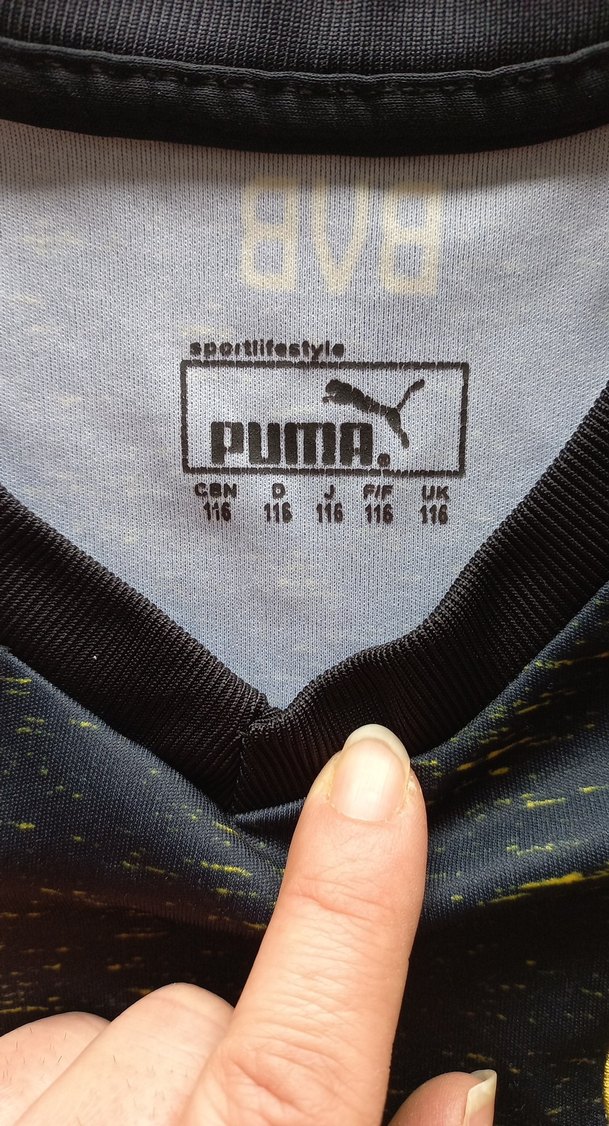 BVB
sportlifestyle
PUMA.
CBN D J F/F UK
116 116 116 116 116